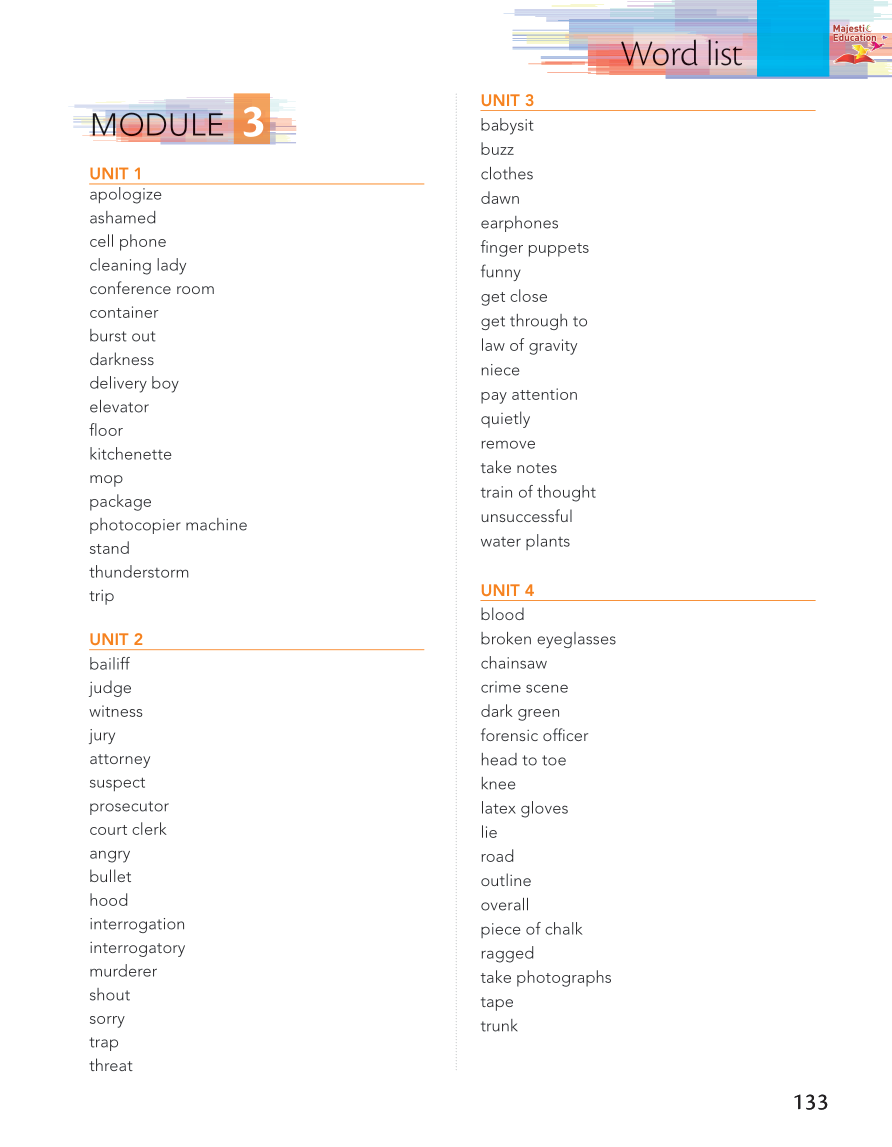 Word list
Majestic
Education
MODULE 3
UNIT 1
apologize
ashamed
cell phone
cleaning lady
conference room
container
burst out
darkness
delivery boy
elevator
floor
kitchenette
mop
package
photocopier machine
stand
thunderstorm
trip
UNIT 2
bailiff
judge
witness
jury
attorney
suspect
prosecutor
court clerk
angry
bullet
hood
interrogation
interrogatory
murderer
shout
sorry
trap
threat
UNIT 3
babysit
buzz
clothes
dawn
earphones
finger puppets
funny
get close
get through to
law of gravity
niece
pay attention
quietly
remove
take notes
train of thought
unsuccessful
water plants
UNIT 4
blood
broken eyeglasses
chainsaw
crime scene
dark green
forensic officer
head to toe
knee
latex gloves
lie
road
outline
overall
piece of chalk
ragged
take photographs
tape
trunk
133